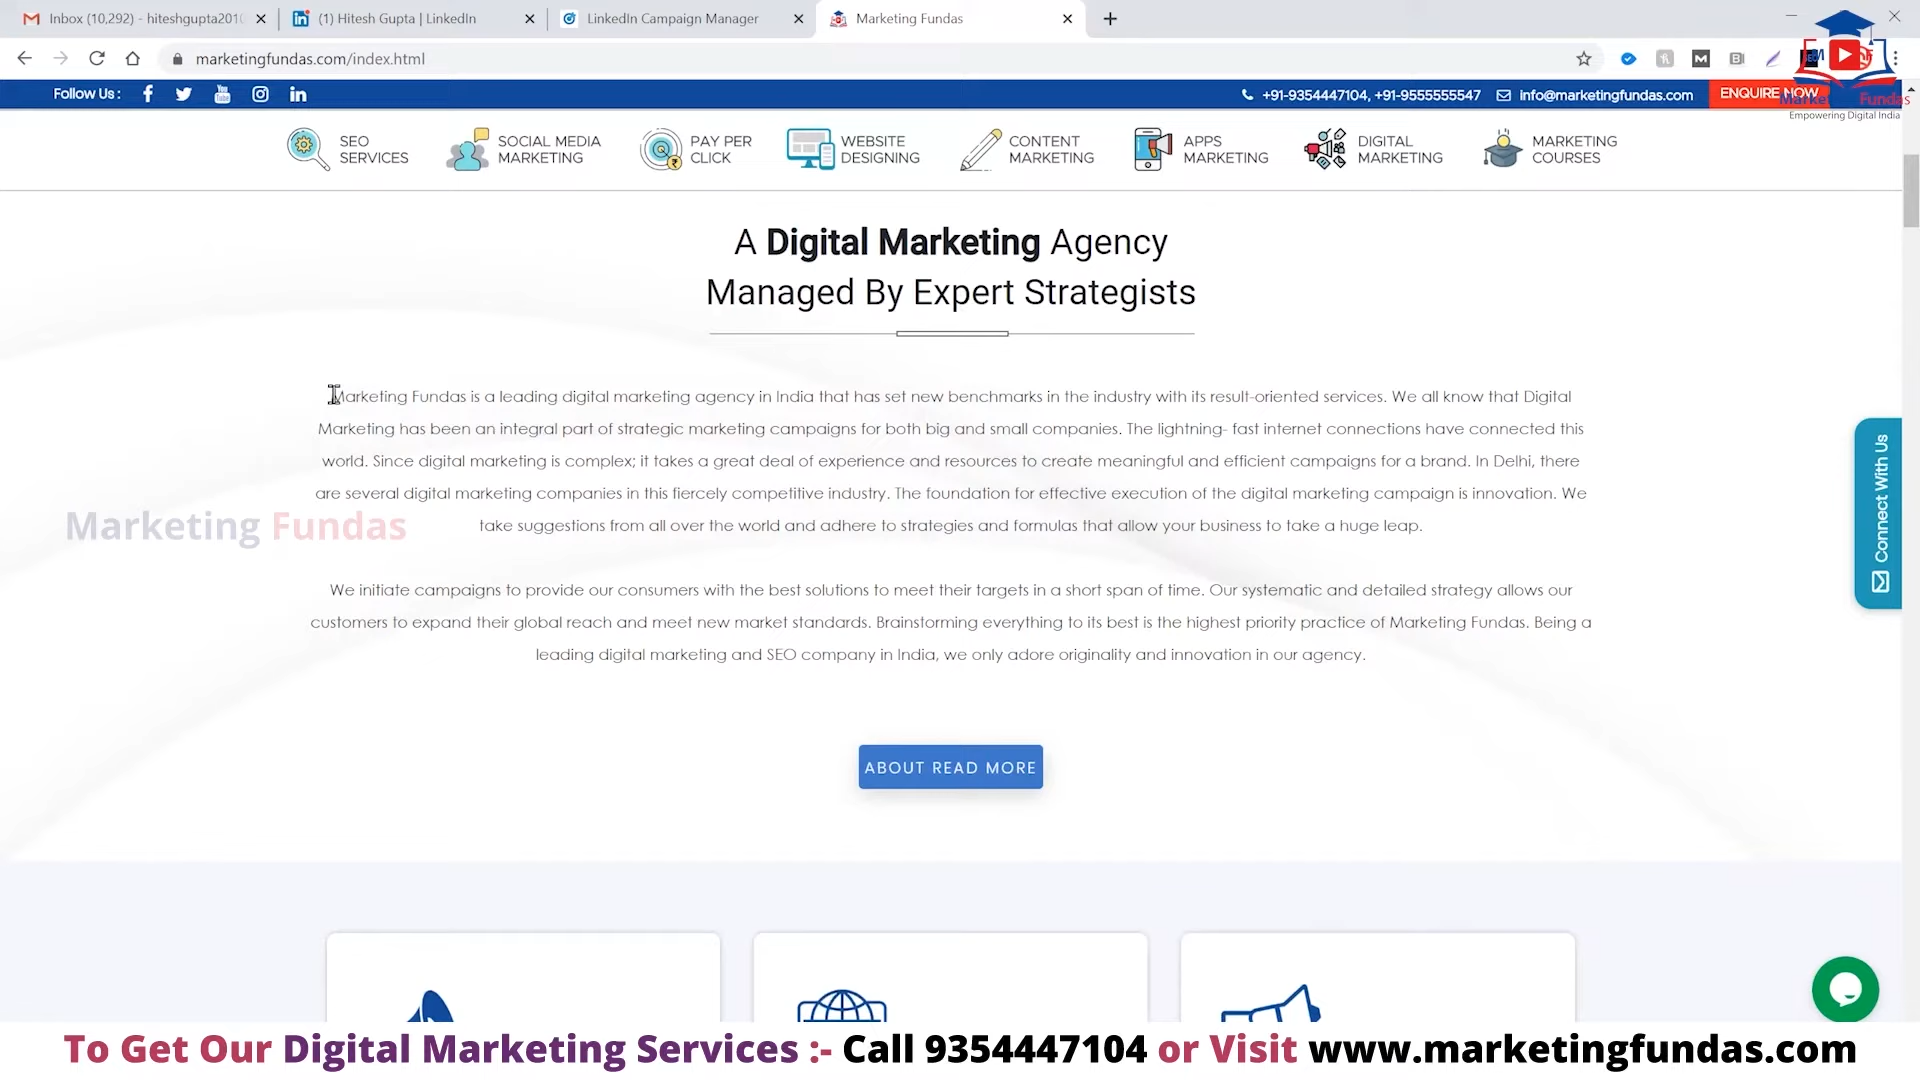 Inbox (10,292) - hiteshgupta201
(1) Hitesh Gupta | LinkedIn
LinkedIn Campaign Manager
Marketing Fundas
marketingfundas.com/index.html
Follow Us :
+91-9354447104, +91-9555555547
info@marketingfundas.com
ENQUIRE NOW
Marketing Fundas
Empowering Digital India
SEO SERVICES
SOCIAL MEDIA MARKETING
PAY PER CLICK
WEBSITE DESIGNING
CONTENT MARKETING
APPS MARKETING
DIGITAL MARKETING
MARKETING COURSES
A Digital Marketing Agency
Managed By Expert Strategists
Marketing Fundas is a leading digital marketing agency in India that has set new benchmarks in the industry with its result-oriented services. We all know that Digital
Marketing has been an integral part of strategic marketing campaigns for both big and small companies. The lightning- fast internet connections have connected this
world. Since digital marketing is complex; it takes a great deal of experience and resources to create meaningful and efficient campaigns for a brand. In Delhi, there
are several digital marketing companies in this fiercely competitive industry. The foundation for effective execution of the digital marketing campaign is innovation. We
take suggestions from all over the world and adhere to strategies and formulas that allow your business to take a huge leap.
Marketing Fundas
We initiate campaigns to provide our consumers with the best solutions to meet their targets in a short span of time. Our systematic and detailed strategy allows our
customers to expand their global reach and meet new market standards. Brainstorming everything to its best is the highest priority practice of Marketing Fundas. Being a
leading digital marketing and SEO company in India, we only adore originality and innovation in our agency.
Connect With Us
ABOUT READ MORE
To Get Our Digital Marketing Services :- Call 9354447104 or Visit www.marketingfundas.com